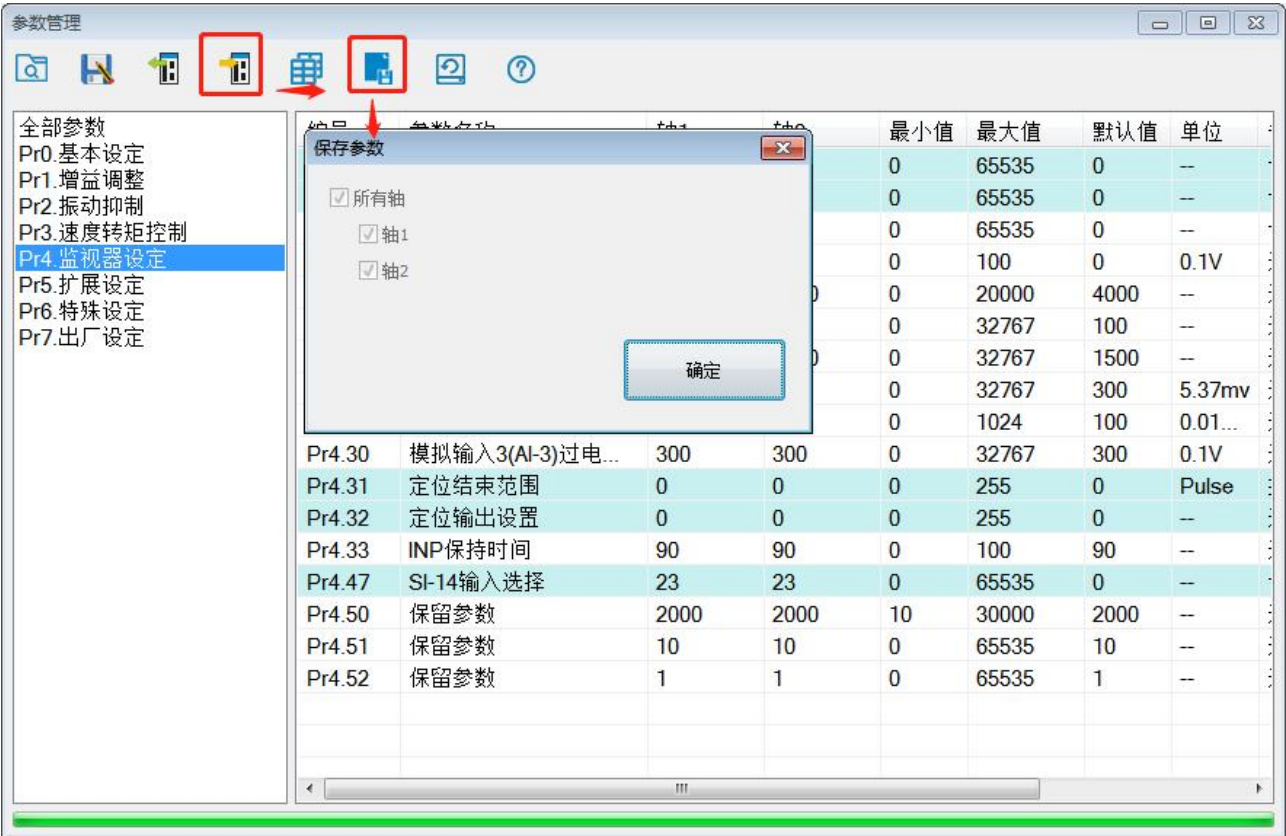 参数管理
全部参数
Pr0.基本设定
Pr1.增益调整
Pr2.振动抑制
Pr3.速度转矩控制
Pr4.监视器设定
Pr5.扩展设定
Pr6.特殊设定
Pr7.出厂设定
最小值 最大值 默认值 单位
0 65535 0 --
0 65535 0 --
0 65535 0 --
0 100 0 0.1V
0 20000 4000 --
0 32767 100 --
0 32767 1500 --
0 32767 300 5.37mv
0 1024 100 0.01...
保存参数
所有轴
轴1
轴2
确定
Pr4.30 模拟输入3(AI-3)过电... 300 300 0 32767 300 0.1V
Pr4.31 定位结束范围 0 0 0 255 0 Pulse
Pr4.32 定位输出设置 0 0 0 255 0 --
Pr4.33 INP保持时间 90 90 0 100 90 --
Pr4.47 SI-14输入选择 23 23 0 65535 0 --
Pr4.50 保留参数 2000 2000 10 30000 2000 --
Pr4.51 保留参数 10 10 0 65535 10 --
Pr4.52 保留参数 1 1 0 65535 1 --